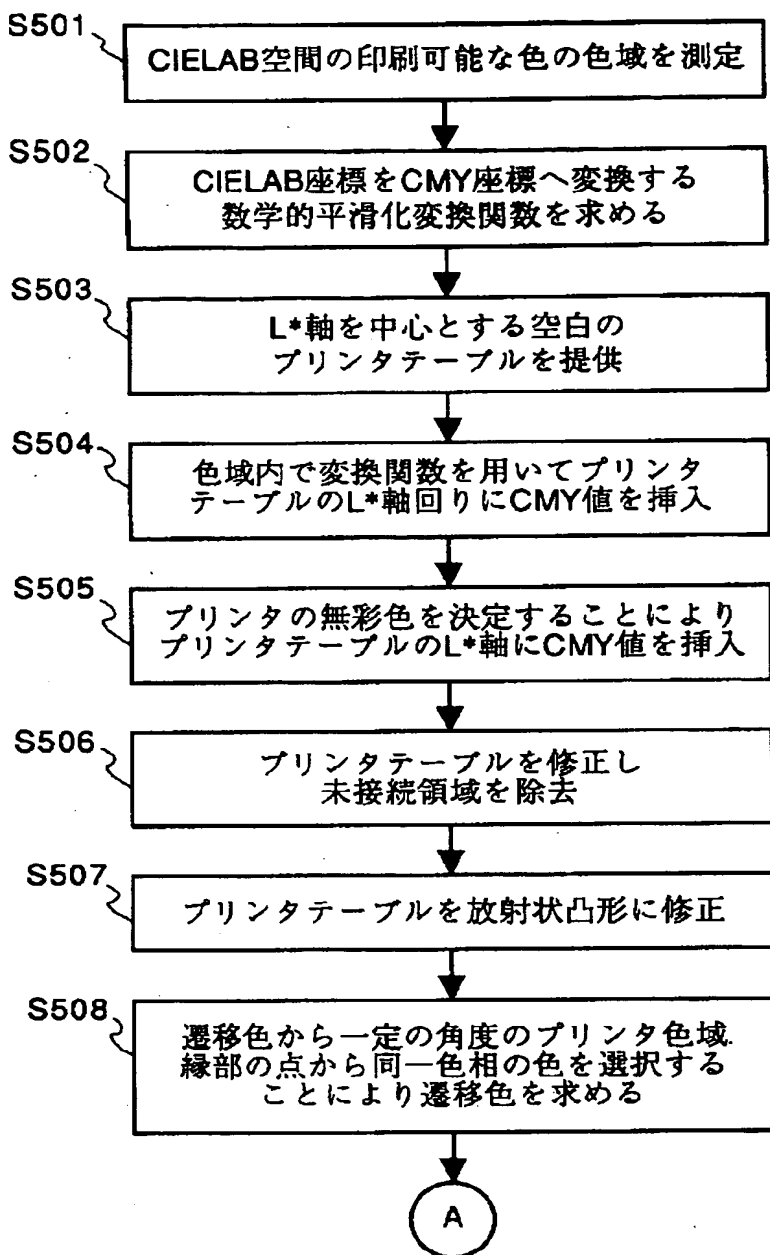 S501
CIELAB空間の印刷可能な色の色域を測定
S502
CIELAB座標をCMY座標へ変換する
数学的平滑化変換関数を求める
S503
L*軸を中心とする空白の
プリンタテーブルを提供
S504
色域内で変換関数を用いてプリンタ
テーブルのL*軸回りにCMY値を挿入
S505
プリンタの無彩色を決定することにより
プリンタテーブルのL*軸にCMY値を挿入
S506
プリンタテーブルを修正し
未接続領域を除去
S507
プリンタテーブルを放射状凸形に修正
S508
遷移色から一定の角度のプリンタ色域
縁部の点から同一色相の色を選択する
ことにより遷移色を求める
A